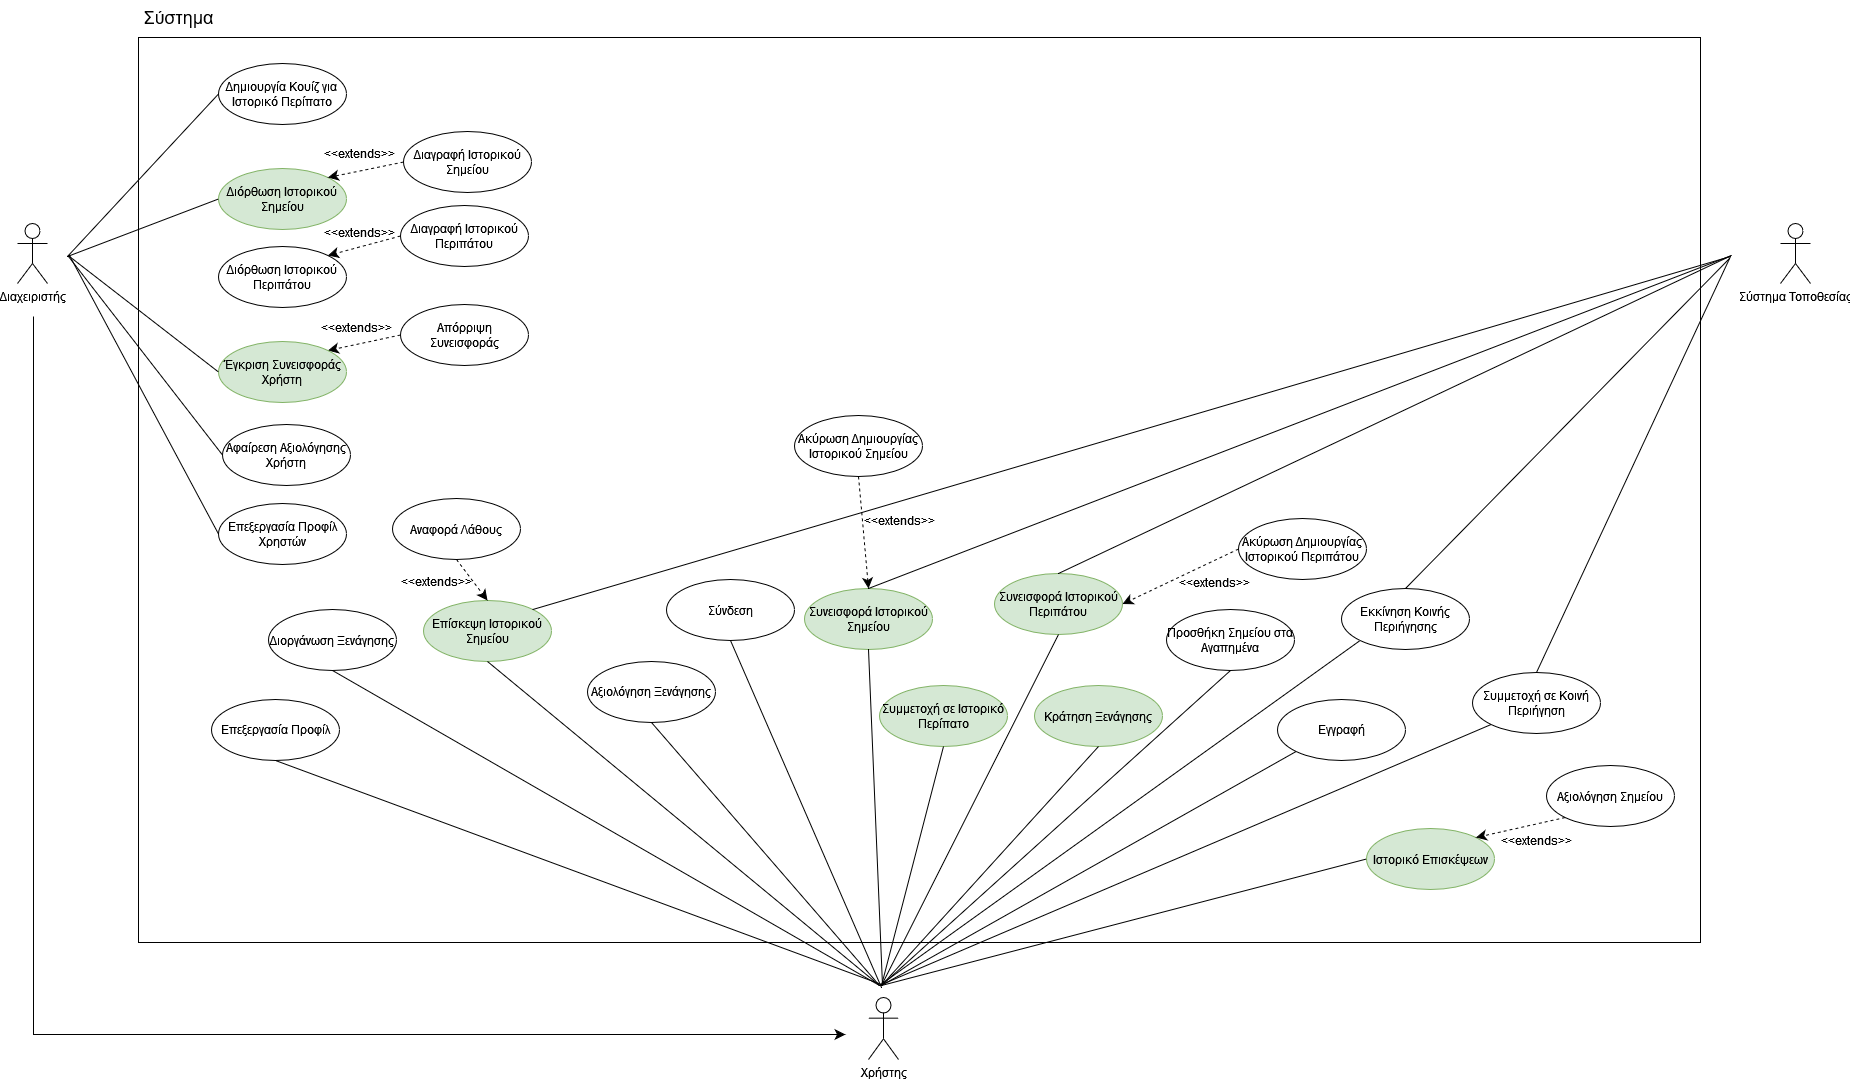 Σύστημα
Δημιουργία Κουίζ για
Ιστορικό Περίπατο
<<extends>>
Διαγραφή Ιστορικού
Σημείου
Διόρθωση Ιστορικού
Σημείου
<<extends>>
Διαγραφή Ιστορικού
Περιπάτου
Διόρθωση Ιστορικού
Περιπάτου
Διαχειριστής
Σύστημα Τοποθεσίας
<<extends>>
Απόρριψη
Συνεισφοράς
Έγκριση Συνεισφοράς
Χρήστη
Αφαίρεση Αξιολόγησης
Χρήστη
Ακύρωση Δημιουργίας
Ιστορικού Σημείου
Επεξεργασία Προφίλ
Χρηστών
Αναφορά Λάθους
<<extends>>
Ακύρωση Δημιουργίας
Ιστορικού Περιπάτου
<<extends>>
<<extends>>
Διοργάνωση Ξενάγησης
Επίσκεψη Ιστορικού
Σημείου
Σύνδεση
Συνεισφορά Ιστορικού
Σημείου
Συνεισφορά Ιστορικού
Περιπάτου
Προσθήκη Σημείου στα
Αγαπημένα
Εκκίνηση Κοινής
Περιήγησης
Επεξεργασία Προφίλ
Αξιολόγηση Ξενάγησης
Συμμετοχή σε Ιστορικό
Περίπατο
Κράτηση Ξενάγησης
Εγγραφή
Συμμετοχή σε Κοινή
Περιήγηση
Αξιολόγηση Σημείου
<<extends>>
Ιστορικό Επισκέψεων
Χρήστης